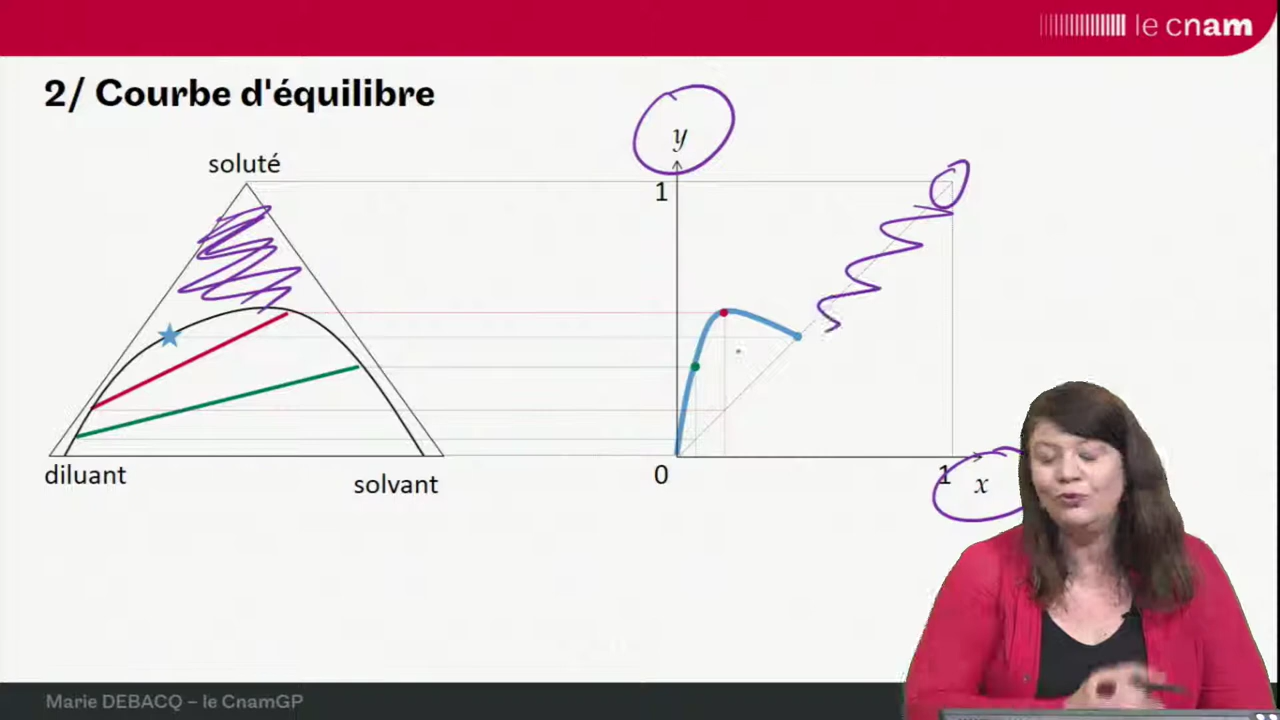 le cnam
2/ Courbe d'équilibre
soluté
diluant
solvant
y
1
0
1
x
Marie DEBACQ – le CnamGP